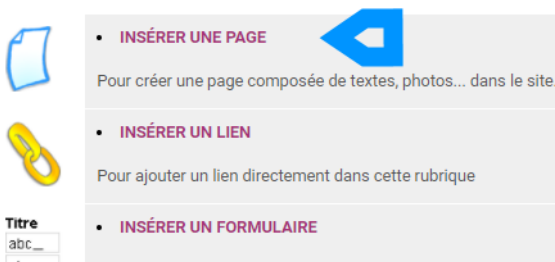 INSÉRER UNE PAGE
Pour créer une page composée de textes, photos... dans le site.
INSÉRER UN LIEN
Pour ajouter un lien directement dans cette rubrique
Titre
abc_
INSÉRER UN FORMULAIRE